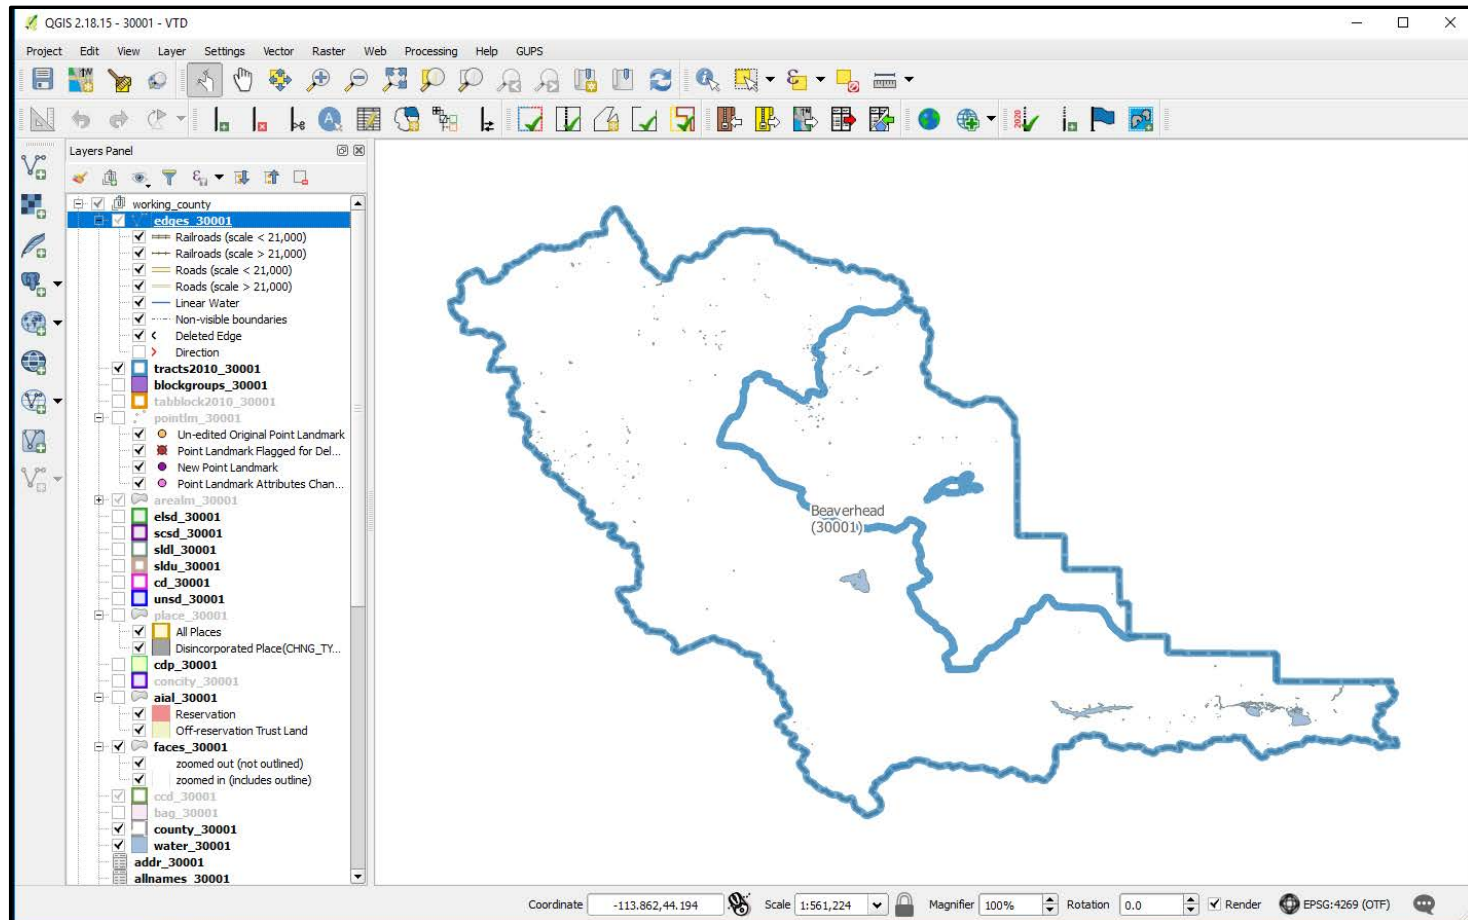 QGIS 2.18.15 - 30001 - VTD
Project Edit View Layer Settings Vector Raster Web Processing Help GUPS
2020
Layers Panel
working_county
edges_30001
Railroads (scale < 21,000)
Railroads (scale > 21,000)
Roads (scale < 21,000)
Roads (scale > 21,000)
Linear Water
Non-visible boundaries
Deleted Edge
Direction
tracts2010_30001
blockgroups_30001
tabblock2010_30001
pointlm_30001
Un-edited Original Point Landmark
Point Landmark Flagged for Del...
New Point Landmark
Point Landmark Attributes Chan...
arealm_30001
elsd_30001
scsd_30001
sldl_30001
sldu_30001
cd_30001
unsd_30001
place_30001
All Places
Disincorporated Place(CHNG_TY...
cdp_30001
concity_30001
aial_30001
Reservation
Off-reservation Trust Land
faces_30001
zoomed out (not outlined)
zoomed in (includes outline)
ccd_30001
bag_30001
county_30001
water_30001
addr_30001
allnames_30001
Beaverhead
(30001)
Coordinate -113.862,44.194 Scale 1:561,224 Magnifier 100% Rotation 0.0 Render EPSG:4269 (OTF)